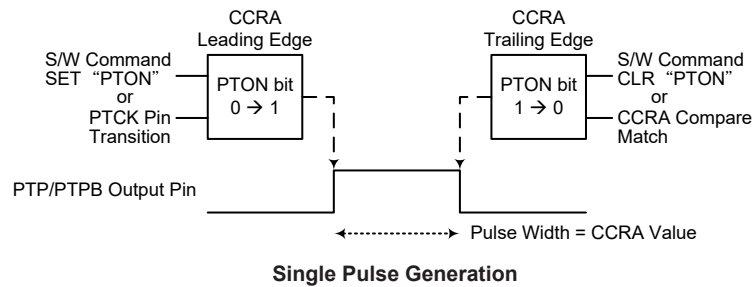 CCRA
Leading Edge
CCRA
Trailing Edge
S/W Command
SET “PTON”
or
PTCK Pin
Transition
PTON bit
0 → 1
PTON bit
1 → 0
S/W Command
CLR “PTON”
or
CCRA Compare
Match
PTP/PTPB Output Pin
Pulse Width = CCRA Value
Single Pulse Generation